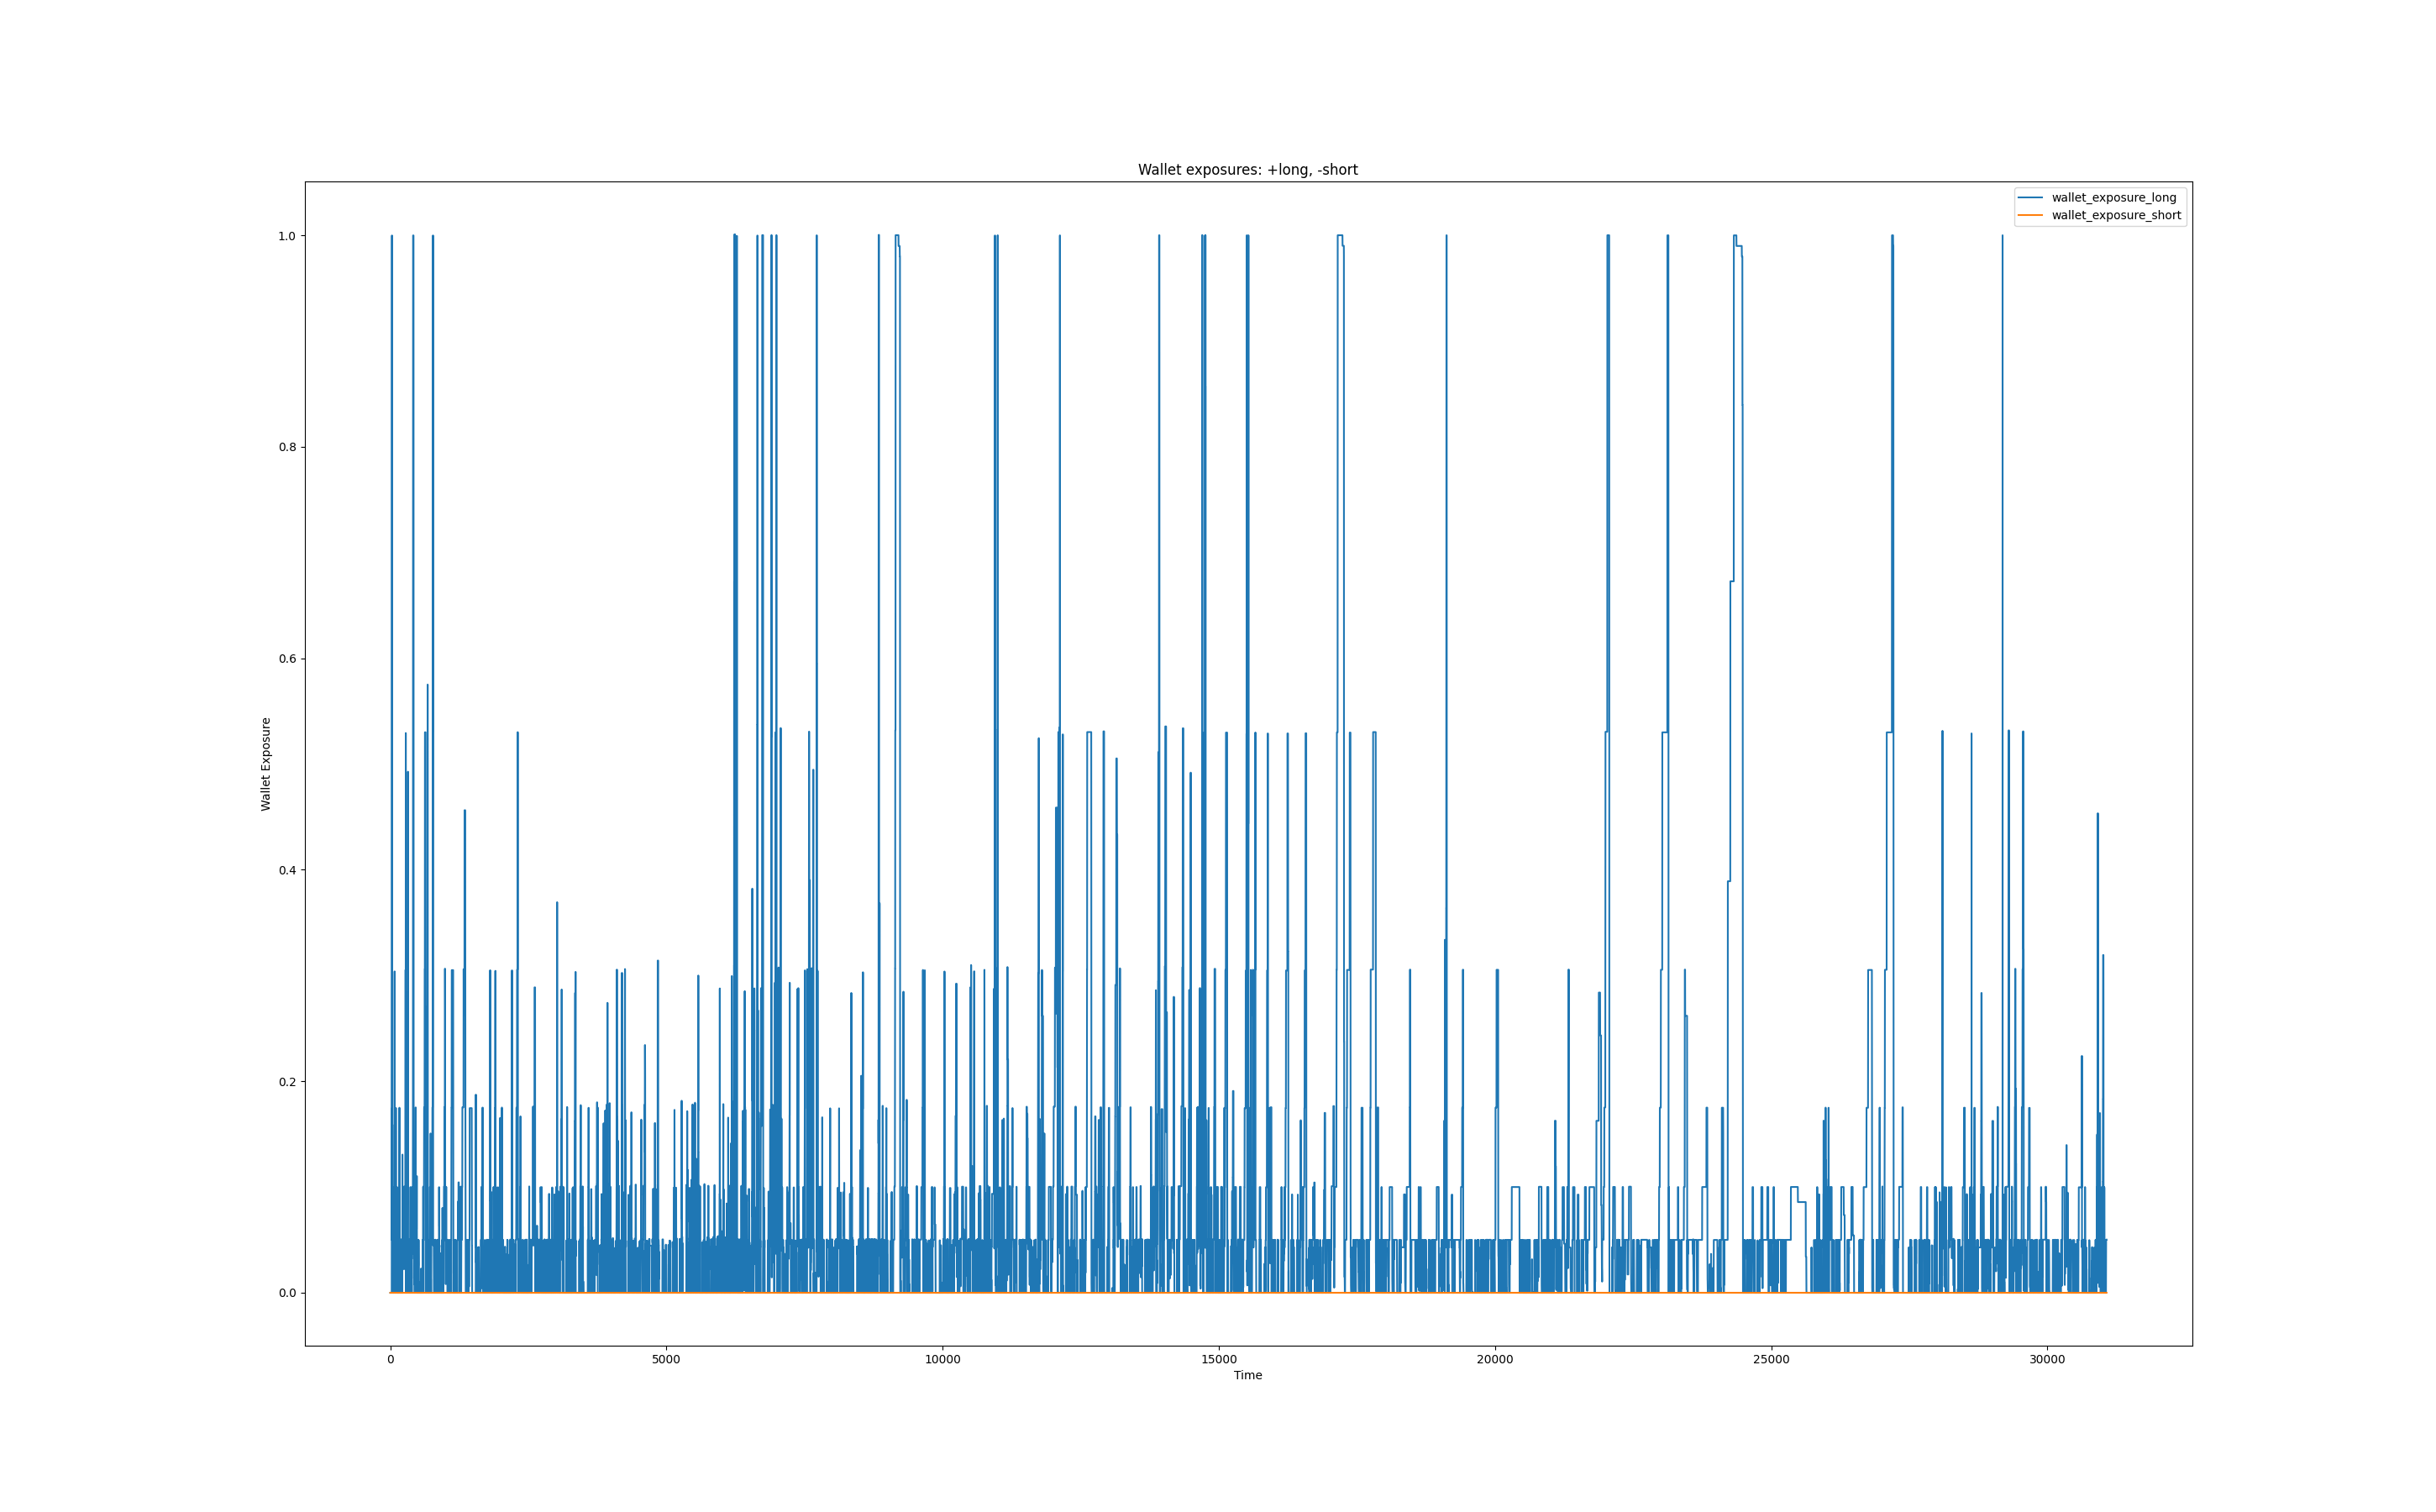 Wallet exposures: +long, -short
wallet_exposure_long
wallet_exposure_short
1.0
0.8
0.6
0.4
0.2
0.0
Wallet Exposure
0 5000 10000 15000 20000 25000 30000
Time